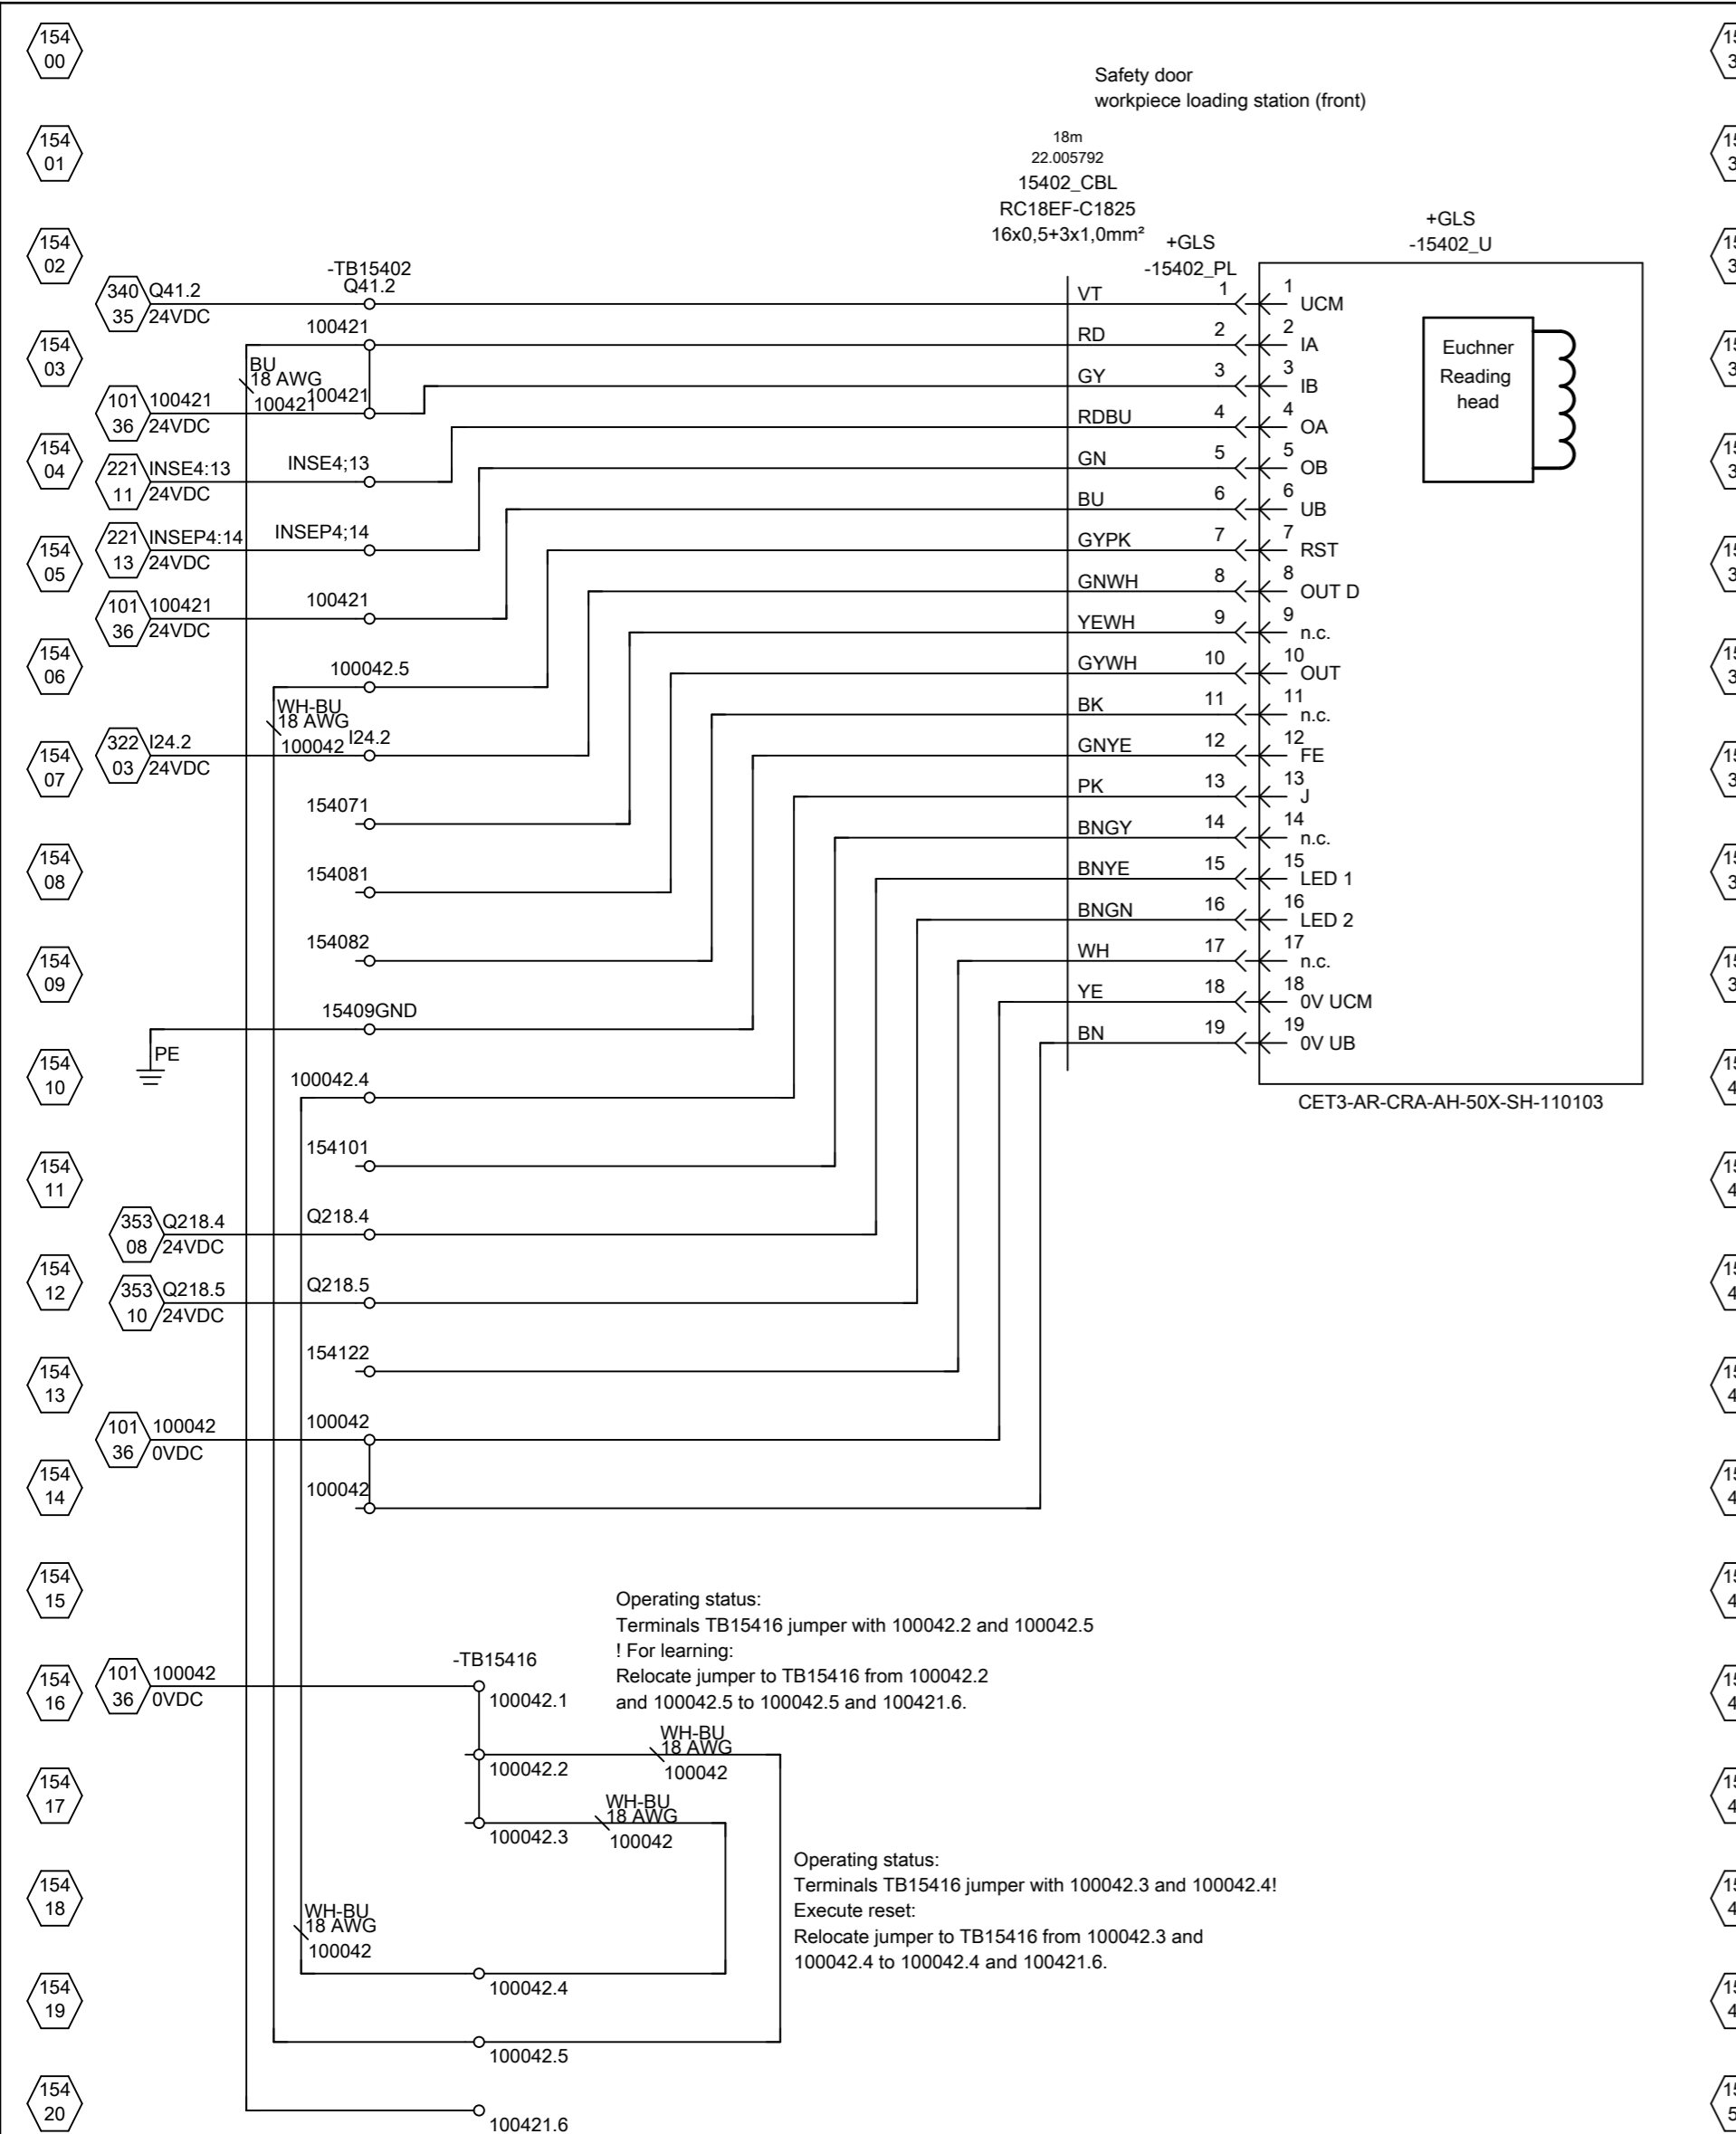 154
00
154
01
154
02
154
03
154
04
154
05
154
06
154
07
154
08
154
09
154
10
154
11
154
12
154
13
154
14
154
15
154
16
154
17
154
18
154
19
154
20
Safety door
workpiece loading station (front)
18m
22.005792
15402_CBL
RC18EF-C1825
16x0,5+3x1,0mm²
+GLS
-15402_PL
+GLS
-15402_U
-TB15402
340
35
Q41.2
24VDC
Q41.2
VT
1
1
UCM
100421
RD
2
2
IA
BU
18 AWG
100421
101
36
100421
24VDC
100421
GY
3
3
IB
RDBU
4
4
OA
221
11
INSE4:13
24VDC
INSE4;13
GN
5
5
OB
221
13
INSEP4:14
24VDC
INSEP4;14
BU
6
6
UB
GYPK
7
7
RST
101
36
100421
24VDC
100421
GNWH
8
8
OUT D
YEWH
9
9
n.c.
100042.5
GYWH
10
10
OUT
WH-BU
18 AWG
100042
BK
11
11
n.c.
322
03
I24.2
24VDC
I24.2
GNYE
12
12
FE
PK
13
13
J
154071
BNGY
14
14
n.c.
154081
BNYE
15
15
LED 1
BNGN
16
16
LED 2
154082
WH
17
17
n.c.
15409GND
PE
YE
18
18
0V UCM
BN
19
19
0V UB
Euchner
Reading
head
CET3-AR-CRA-AH-50X-SH-110103
100042.4
154101
353
08
Q218.4
24VDC
Q218.4
353
10
Q218.5
24VDC
Q218.5
154122
101
36
100042
0VDC
100042
100042
Operating status:
Terminals TB15416 jumper with 100042.2 and 100042.5
! For learning:
Relocate jumper to TB15416 from 100042.2
and 100042.5 to 100042.5 and 100421.6.
-TB15416
101
36
100042
0VDC
100042.1
WH-BU
18 AWG
100042
100042.2
WH-BU
18 AWG
100042
100042.3
Operating status:
Terminals TB15416 jumper with 100042.3 and 100042.4!
Execute reset:
Relocate jumper to TB15416 from 100042.3 and
100042.4 to 100042.4 and 100421.6.
WH-BU
18 AWG
100042
100042.4
100042.5
100421.6